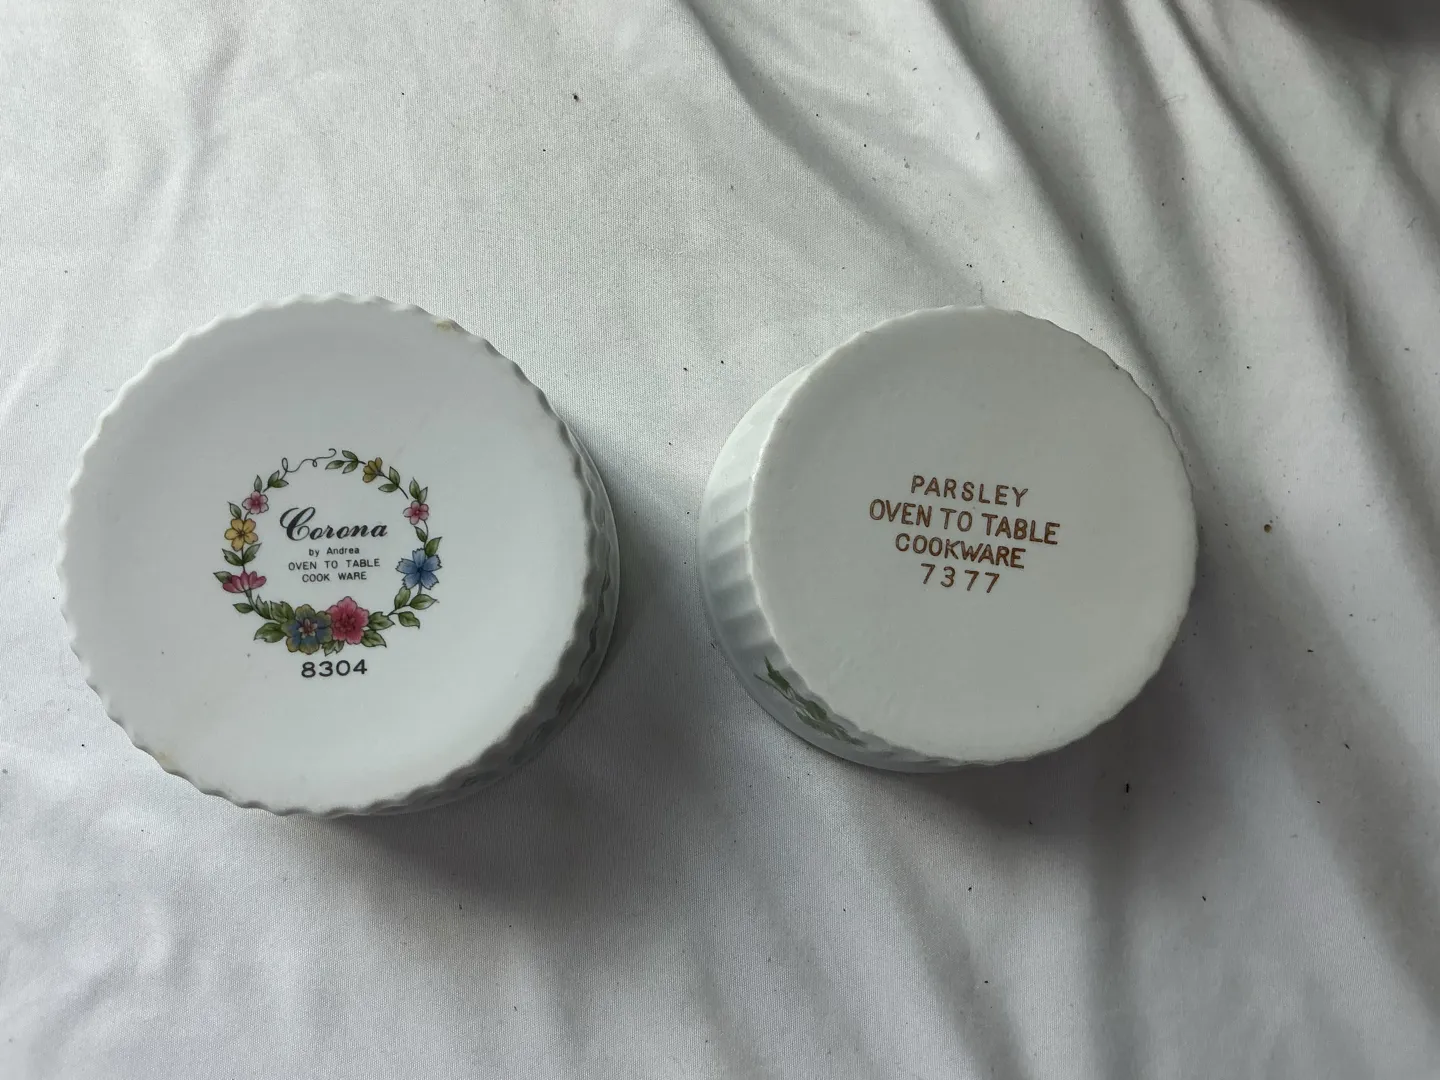 Corona
by Andrea
OVEN TO TABLE
COOK WARE
8304
PARSLEY
OVEN TO TABLE
COOKWARE
7377